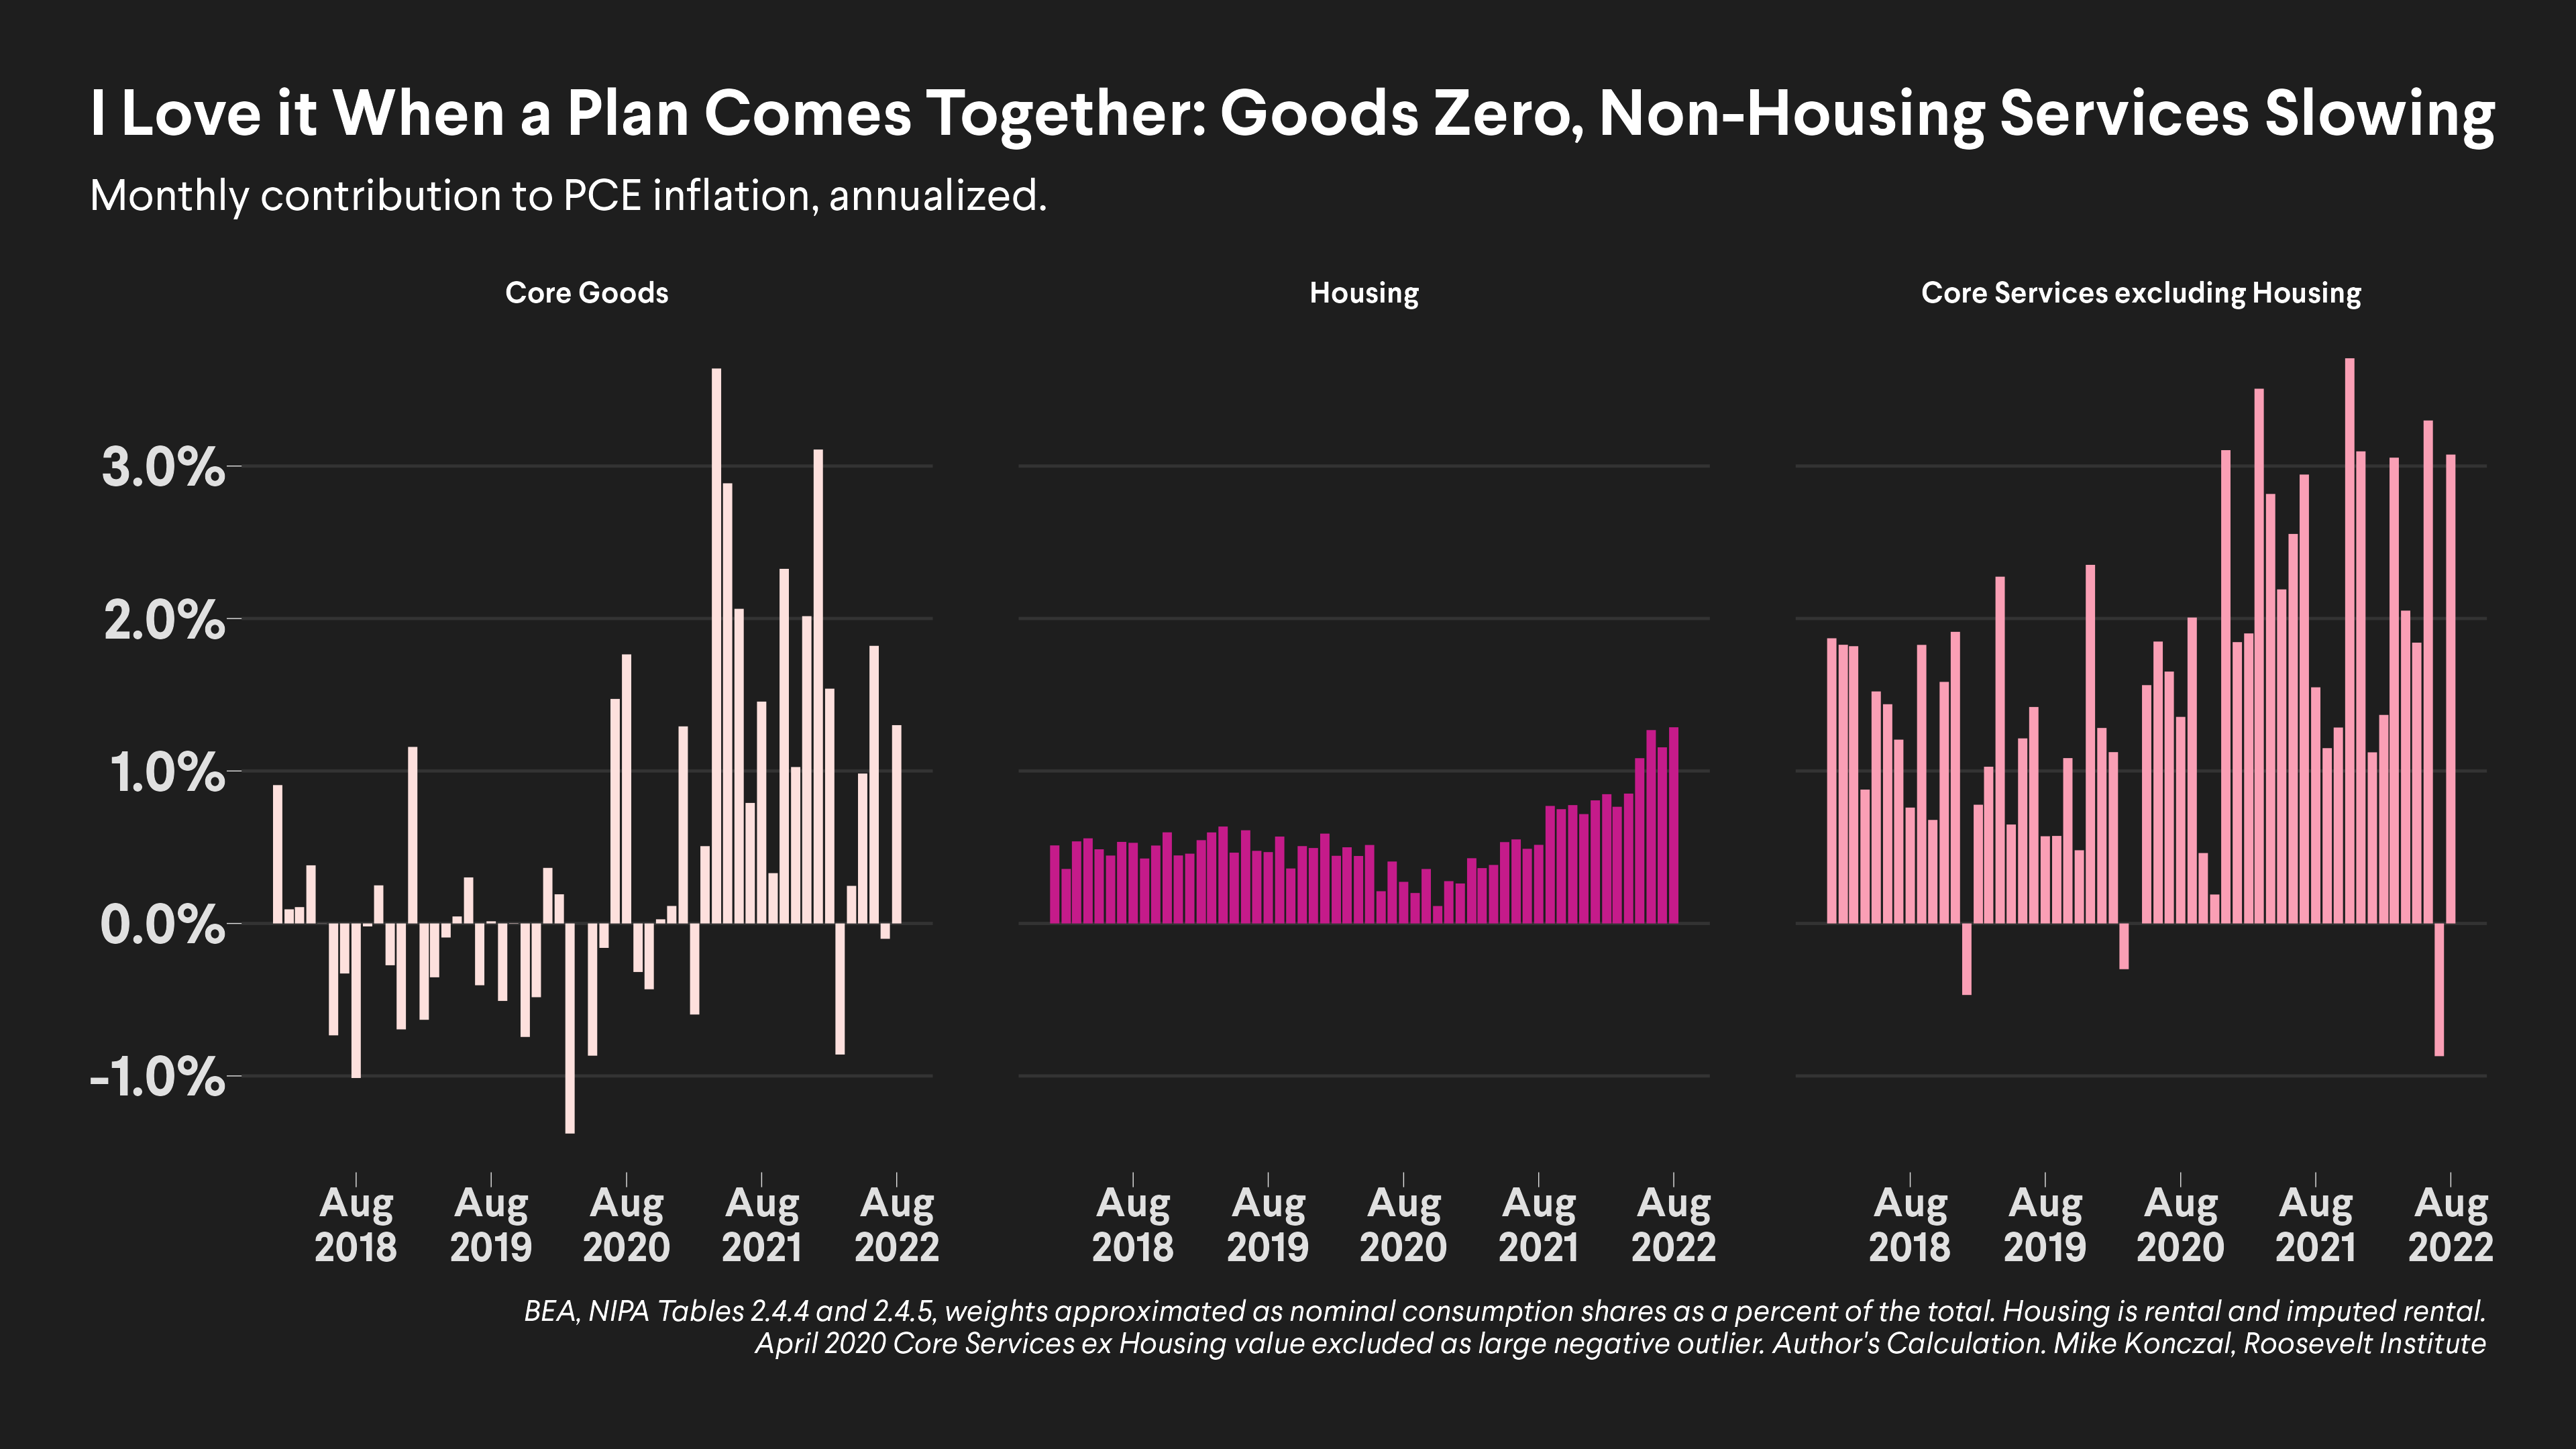 I Love it When a Plan Comes Together: Goods Zero, Non-Housing Services Slowing
Monthly contribution to PCE inflation, annualized.
Core Goods
Housing
Core Services excluding Housing
3.0%
2.0%
1.0%
0.0%
-1.0%
Aug 2018
Aug 2019
Aug 2020
Aug 2021
Aug 2022
Aug 2018
Aug 2019
Aug 2020
Aug 2021
Aug 2022
Aug 2018
Aug 2019
Aug 2020
Aug 2021
Aug 2022
BEA, NIPA Tables 2.4.4 and 2.4.5, weights approximated as nominal consumption shares as a percent of the total. Housing is rental and imputed rental.
April 2020 Core Services ex Housing value excluded as large negative outlier. Author's Calculation. Mike Konczal, Roosevelt Institute